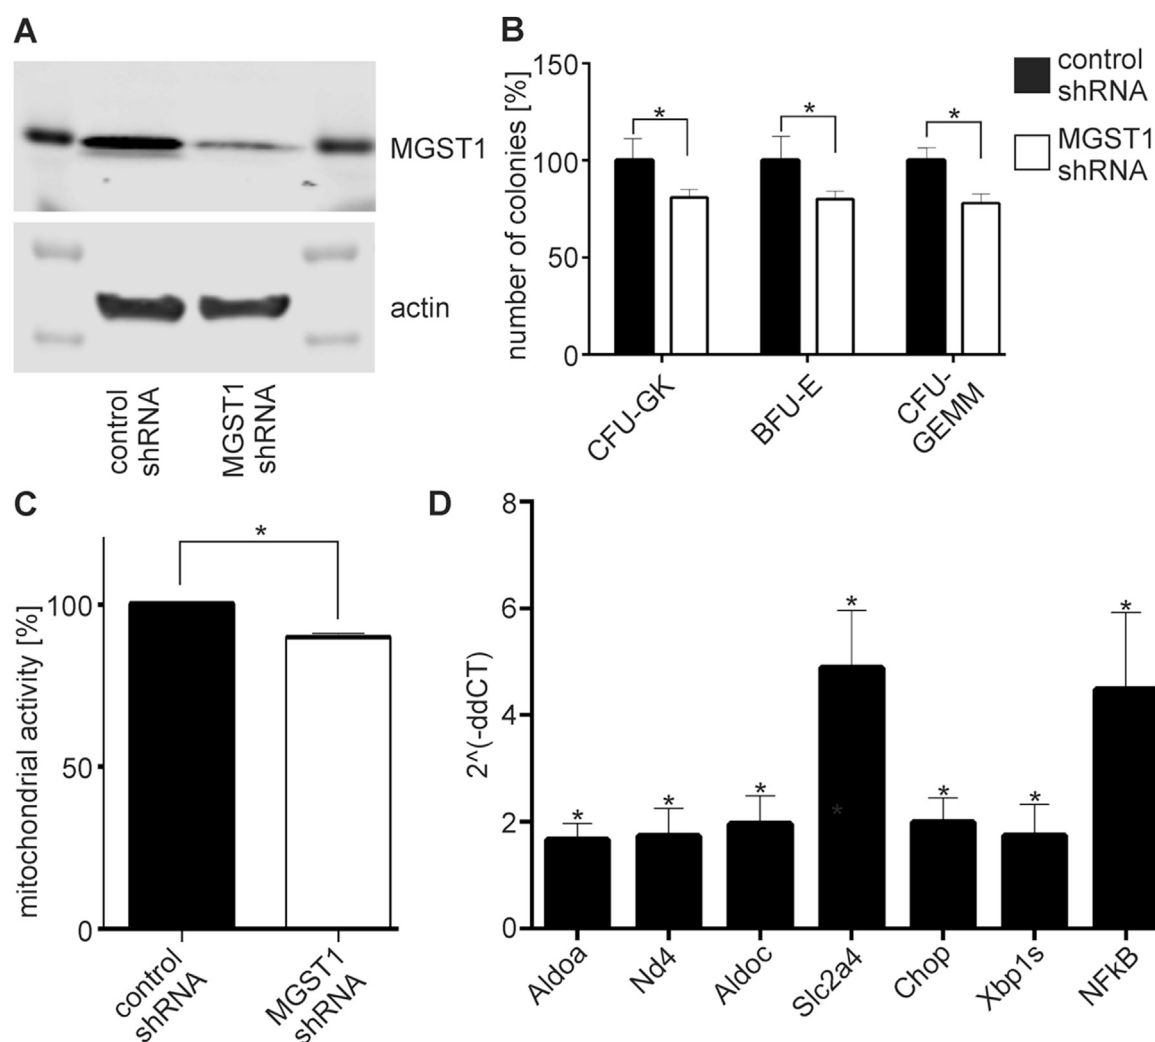 A
MGST1
actin
control
shRNA
MGST1
shRNA
B
number of colonies [%]
150
100
50
0
*
*
*
CFU-GK
BFU-E
CFU-
GEMM
control
shRNA
MGST1
shRNA
C
mitochondrial activity [%]
100
50
0
*
control
shRNA
MGST1
shRNA
D
2^(-ddCT)
8
6
4
2
0
*
*
*
*
*
*
*
*
Aldoa
Nd4
Aldoc
Slc2a4
Chop
Xbp1s
NFkB